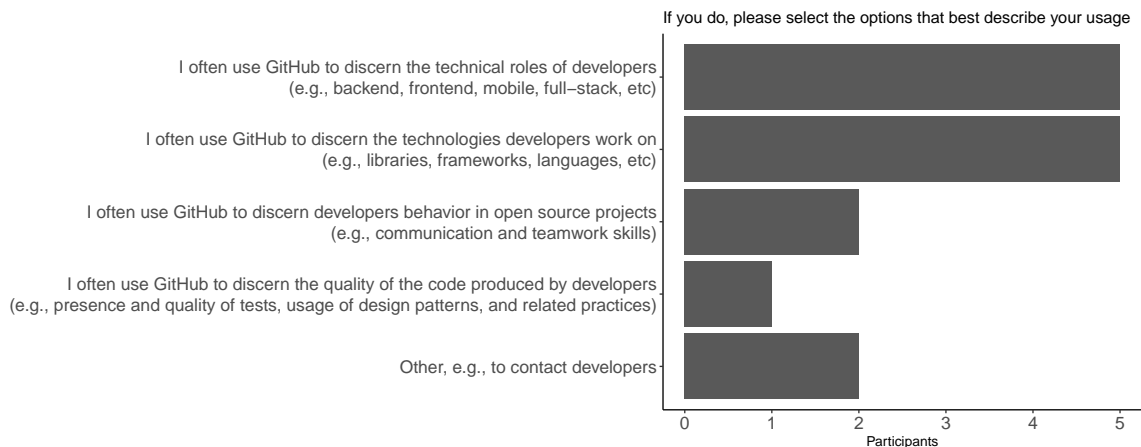 If you do, please select the options that best describe your usage
I often use GitHub to discern the technical roles of developers
(e.g., backend, frontend, mobile, full−stack, etc)
I often use GitHub to discern the technologies developers work on
(e.g., libraries, frameworks, languages, etc)
I often use GitHub to discern developers behavior in open source projects
(e.g., communication and teamwork skills)
I often use GitHub to discern the quality of the code produced by developers
(e.g., presence and quality of tests, usage of design patterns, and related practices)
Other, e.g., to contact developers
0 1 2 3 4 5
Participants